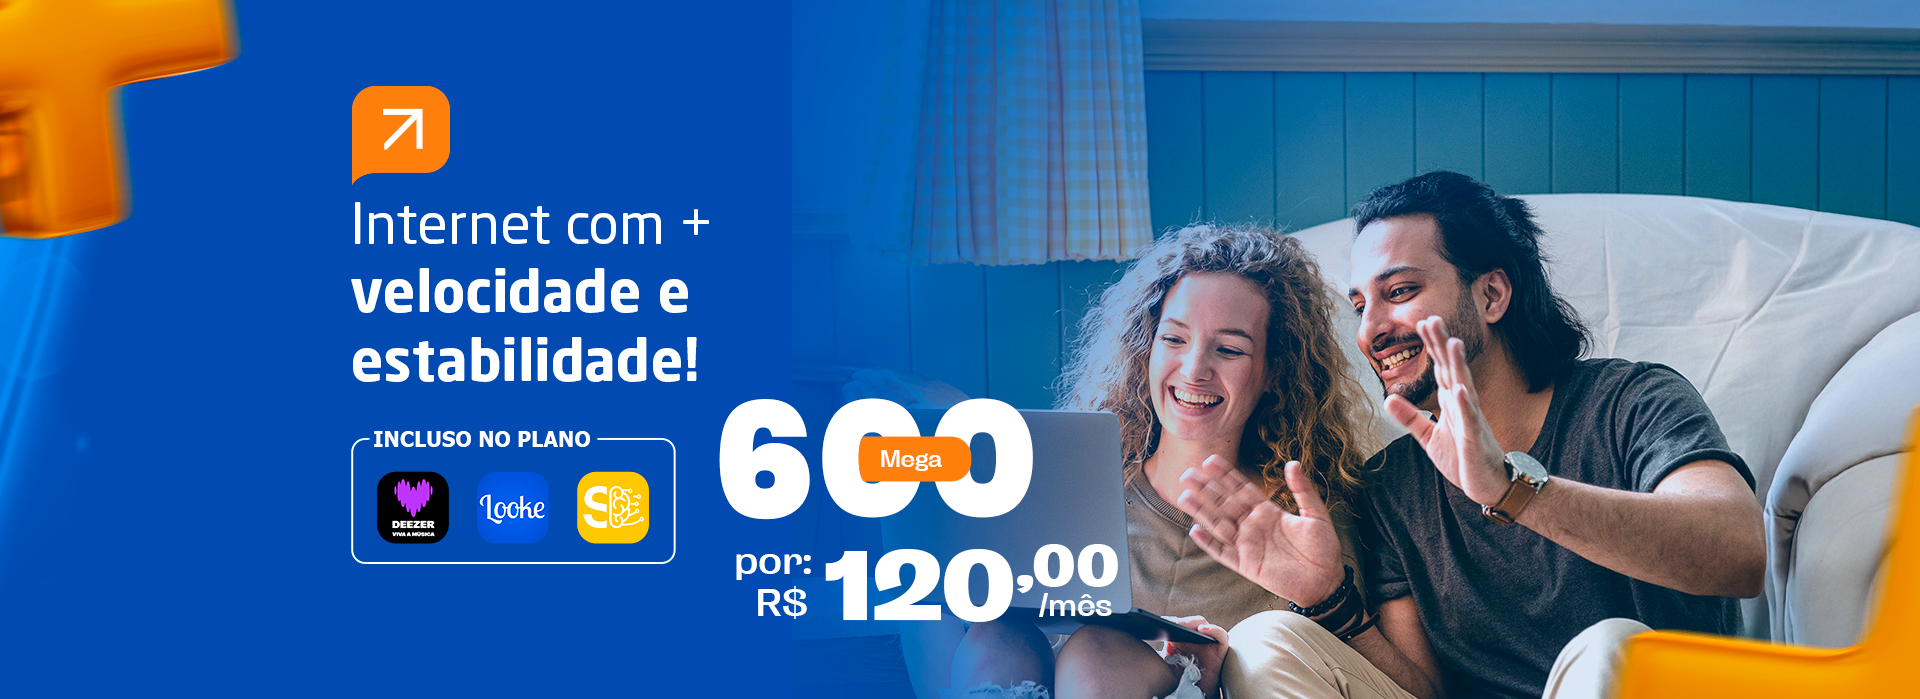 Internet com +
velocidade e
estabilidade!
INCLUSO NO PLANO
DEEZER
VIVA A MÚSICA
Looke
S
600
Mega
por:
R$ 120,00
/mês